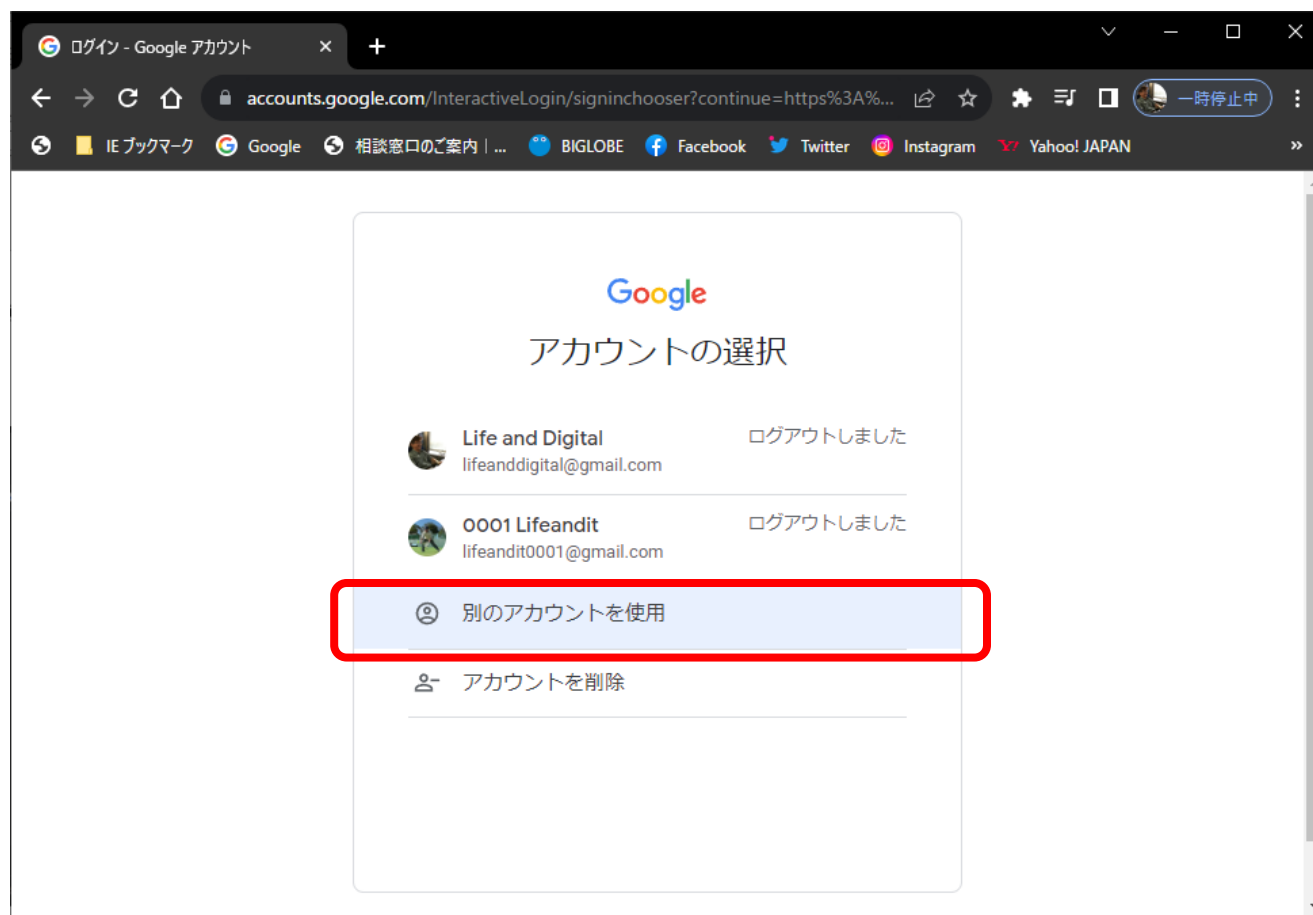 ログイン - Google アカウント
accounts.google.com/InteractiveLogin/signinchooser?continue=https%3A%...
一時停止中
IE ブックマーク Google 相談窓口のご案内 | ... BIGLOBE Facebook Twitter Instagram Yahoo! JAPAN
Google
アカウントの選択
Life and Digital ログアウトしました
lifeanddigital@gmail.com
0001 Lifeandit ログアウトしました
lifeandit0001@gmail.com
別のアカウントを使用
アカウントを削除